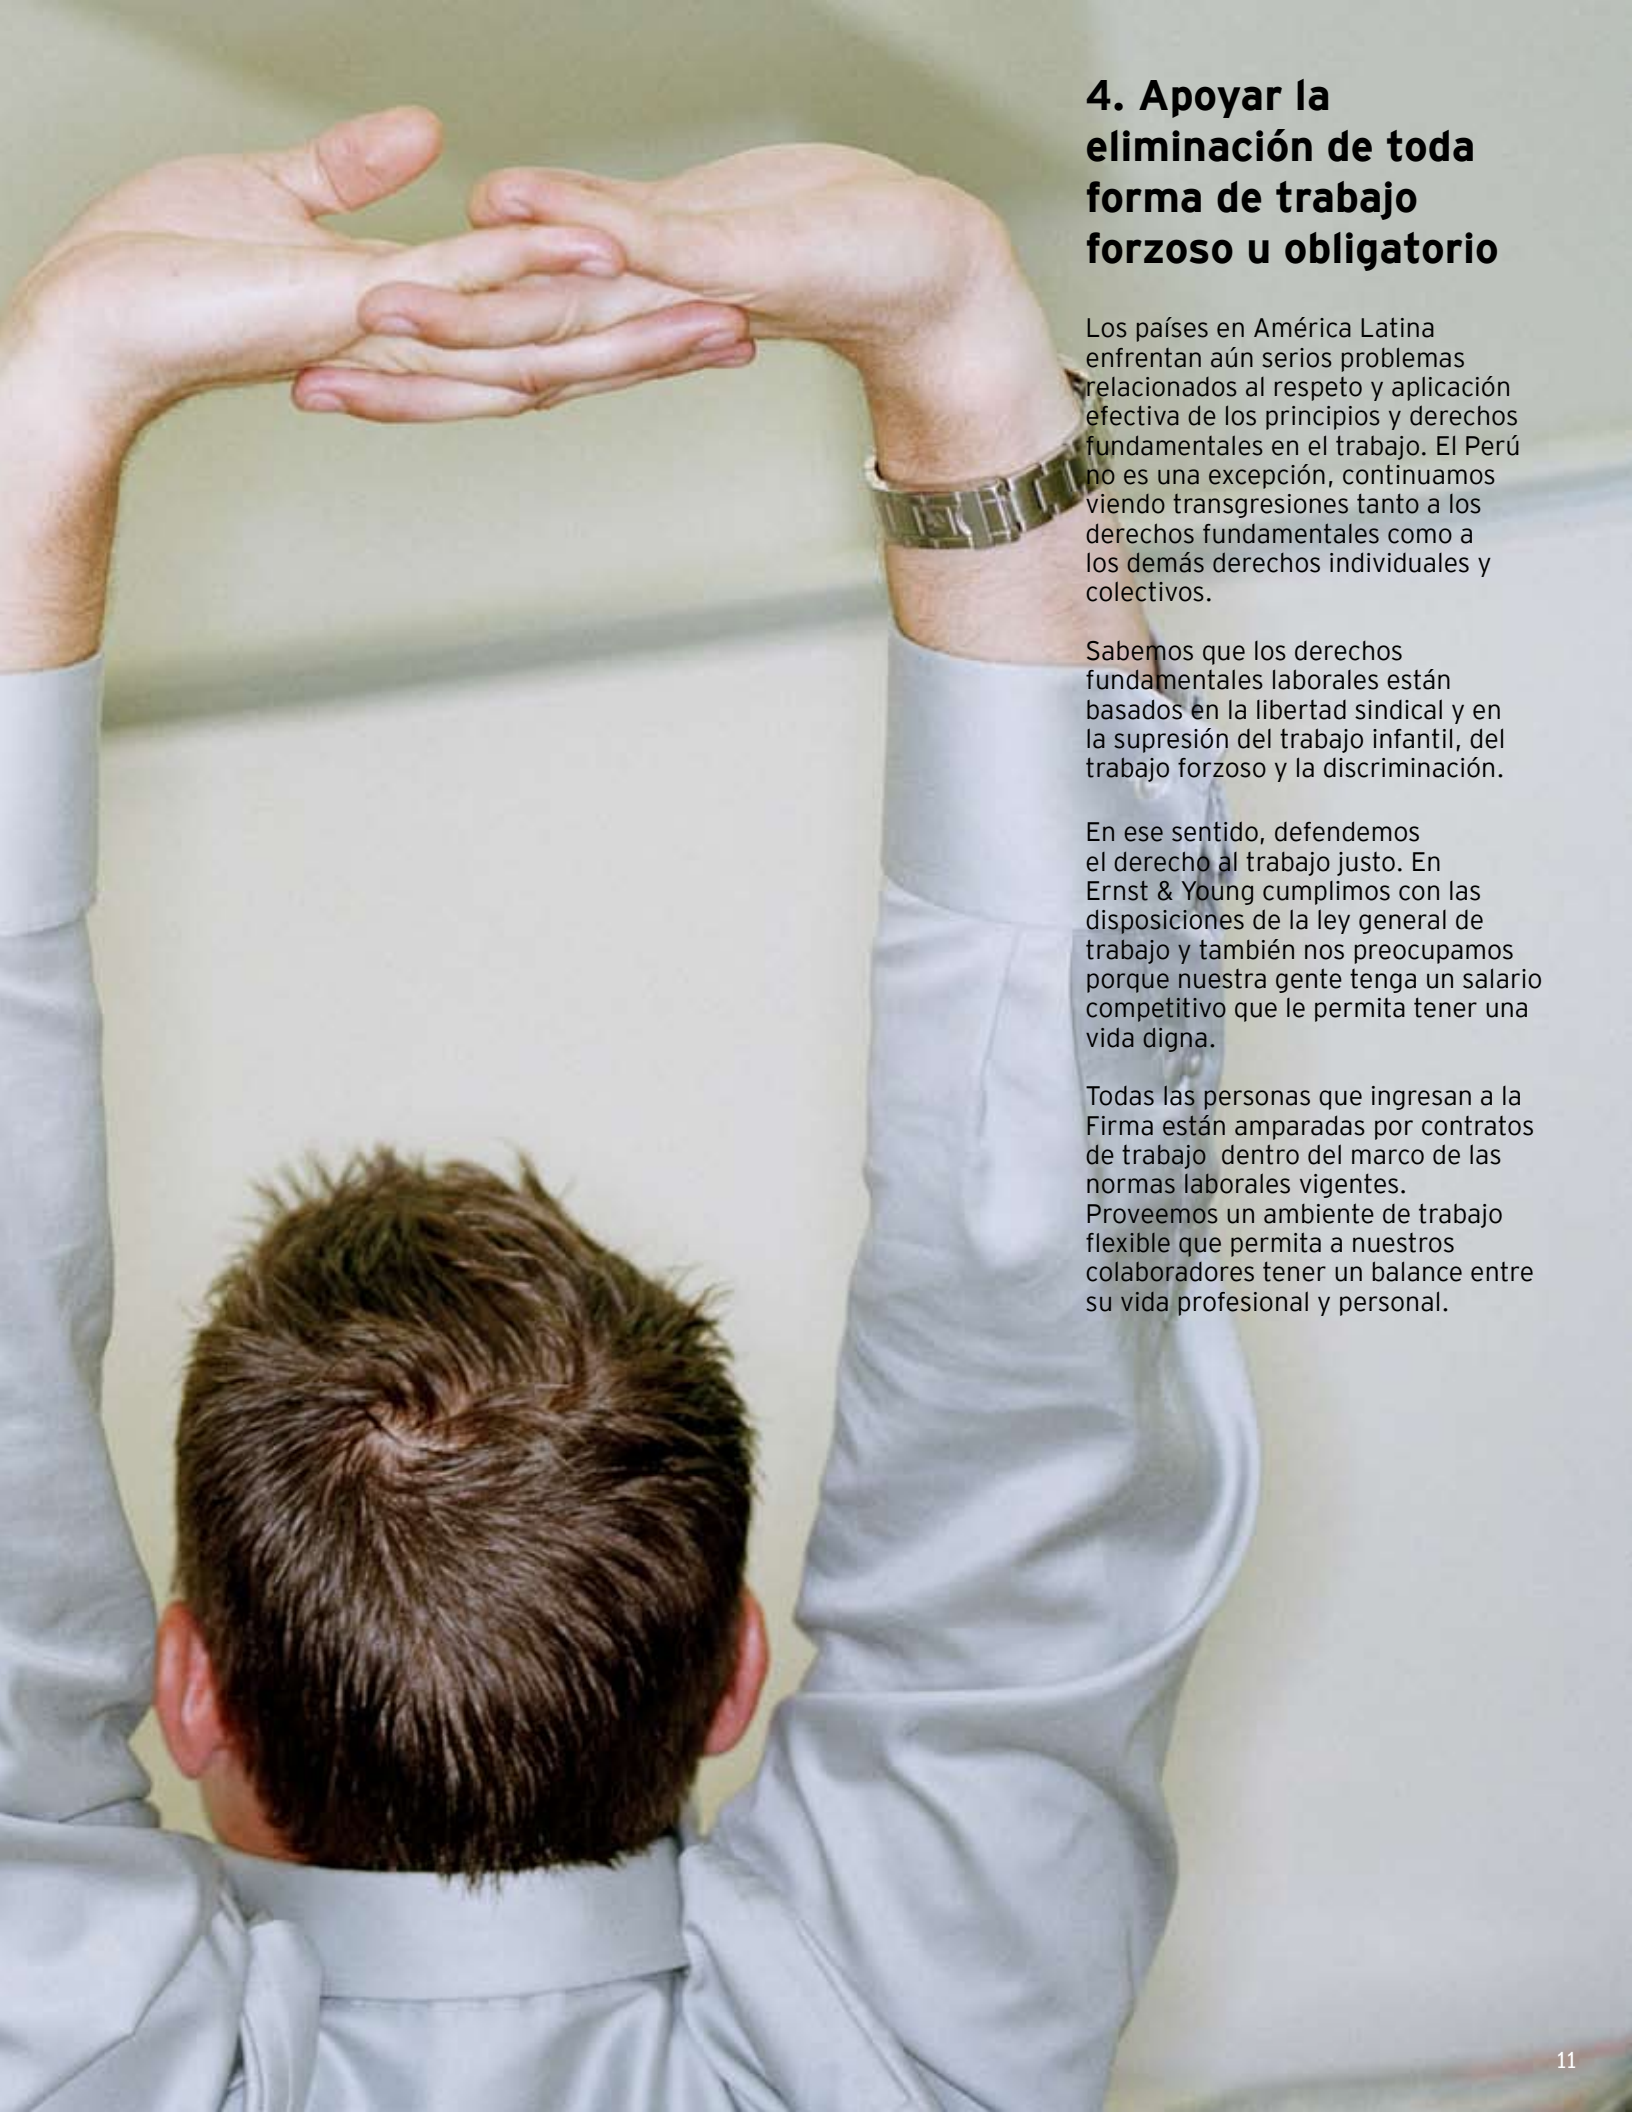 4. Apoyar la
eliminación de toda
forma de trabajo
forzoso u obligatorio
Los países en América Latina
enfrentan aún serios problemas
relacionados al respeto y aplicación
efectiva de los principios y derechos
fundamentales en el trabajo. El Perú
no es una excepción, continuamos
viendo transgresiones tanto a los
derechos fundamentales como a
los demás derechos individuales y
colectivos.
Sabemos que los derechos
fundamentales laborales están
basados en la libertad sindical y en
la supresión del trabajo infantil, del
trabajo forzoso y la discriminación.
En ese sentido, defendemos
el derecho al trabajo justo. En
Ernst & Young cumplimos con las
disposiciones de la ley general de
trabajo y también nos preocupamos
porque nuestra gente tenga un salario
competitivo que le permita tener una
vida digna.
Todas las personas que ingresan a la
Firma están amparadas por contratos
de trabajo  dentro del marco de las
normas laborales vigentes.
Proveemos un ambiente de trabajo
flexible que permita a nuestros
colaboradores tener un balance entre
su vida profesional y personal.
11